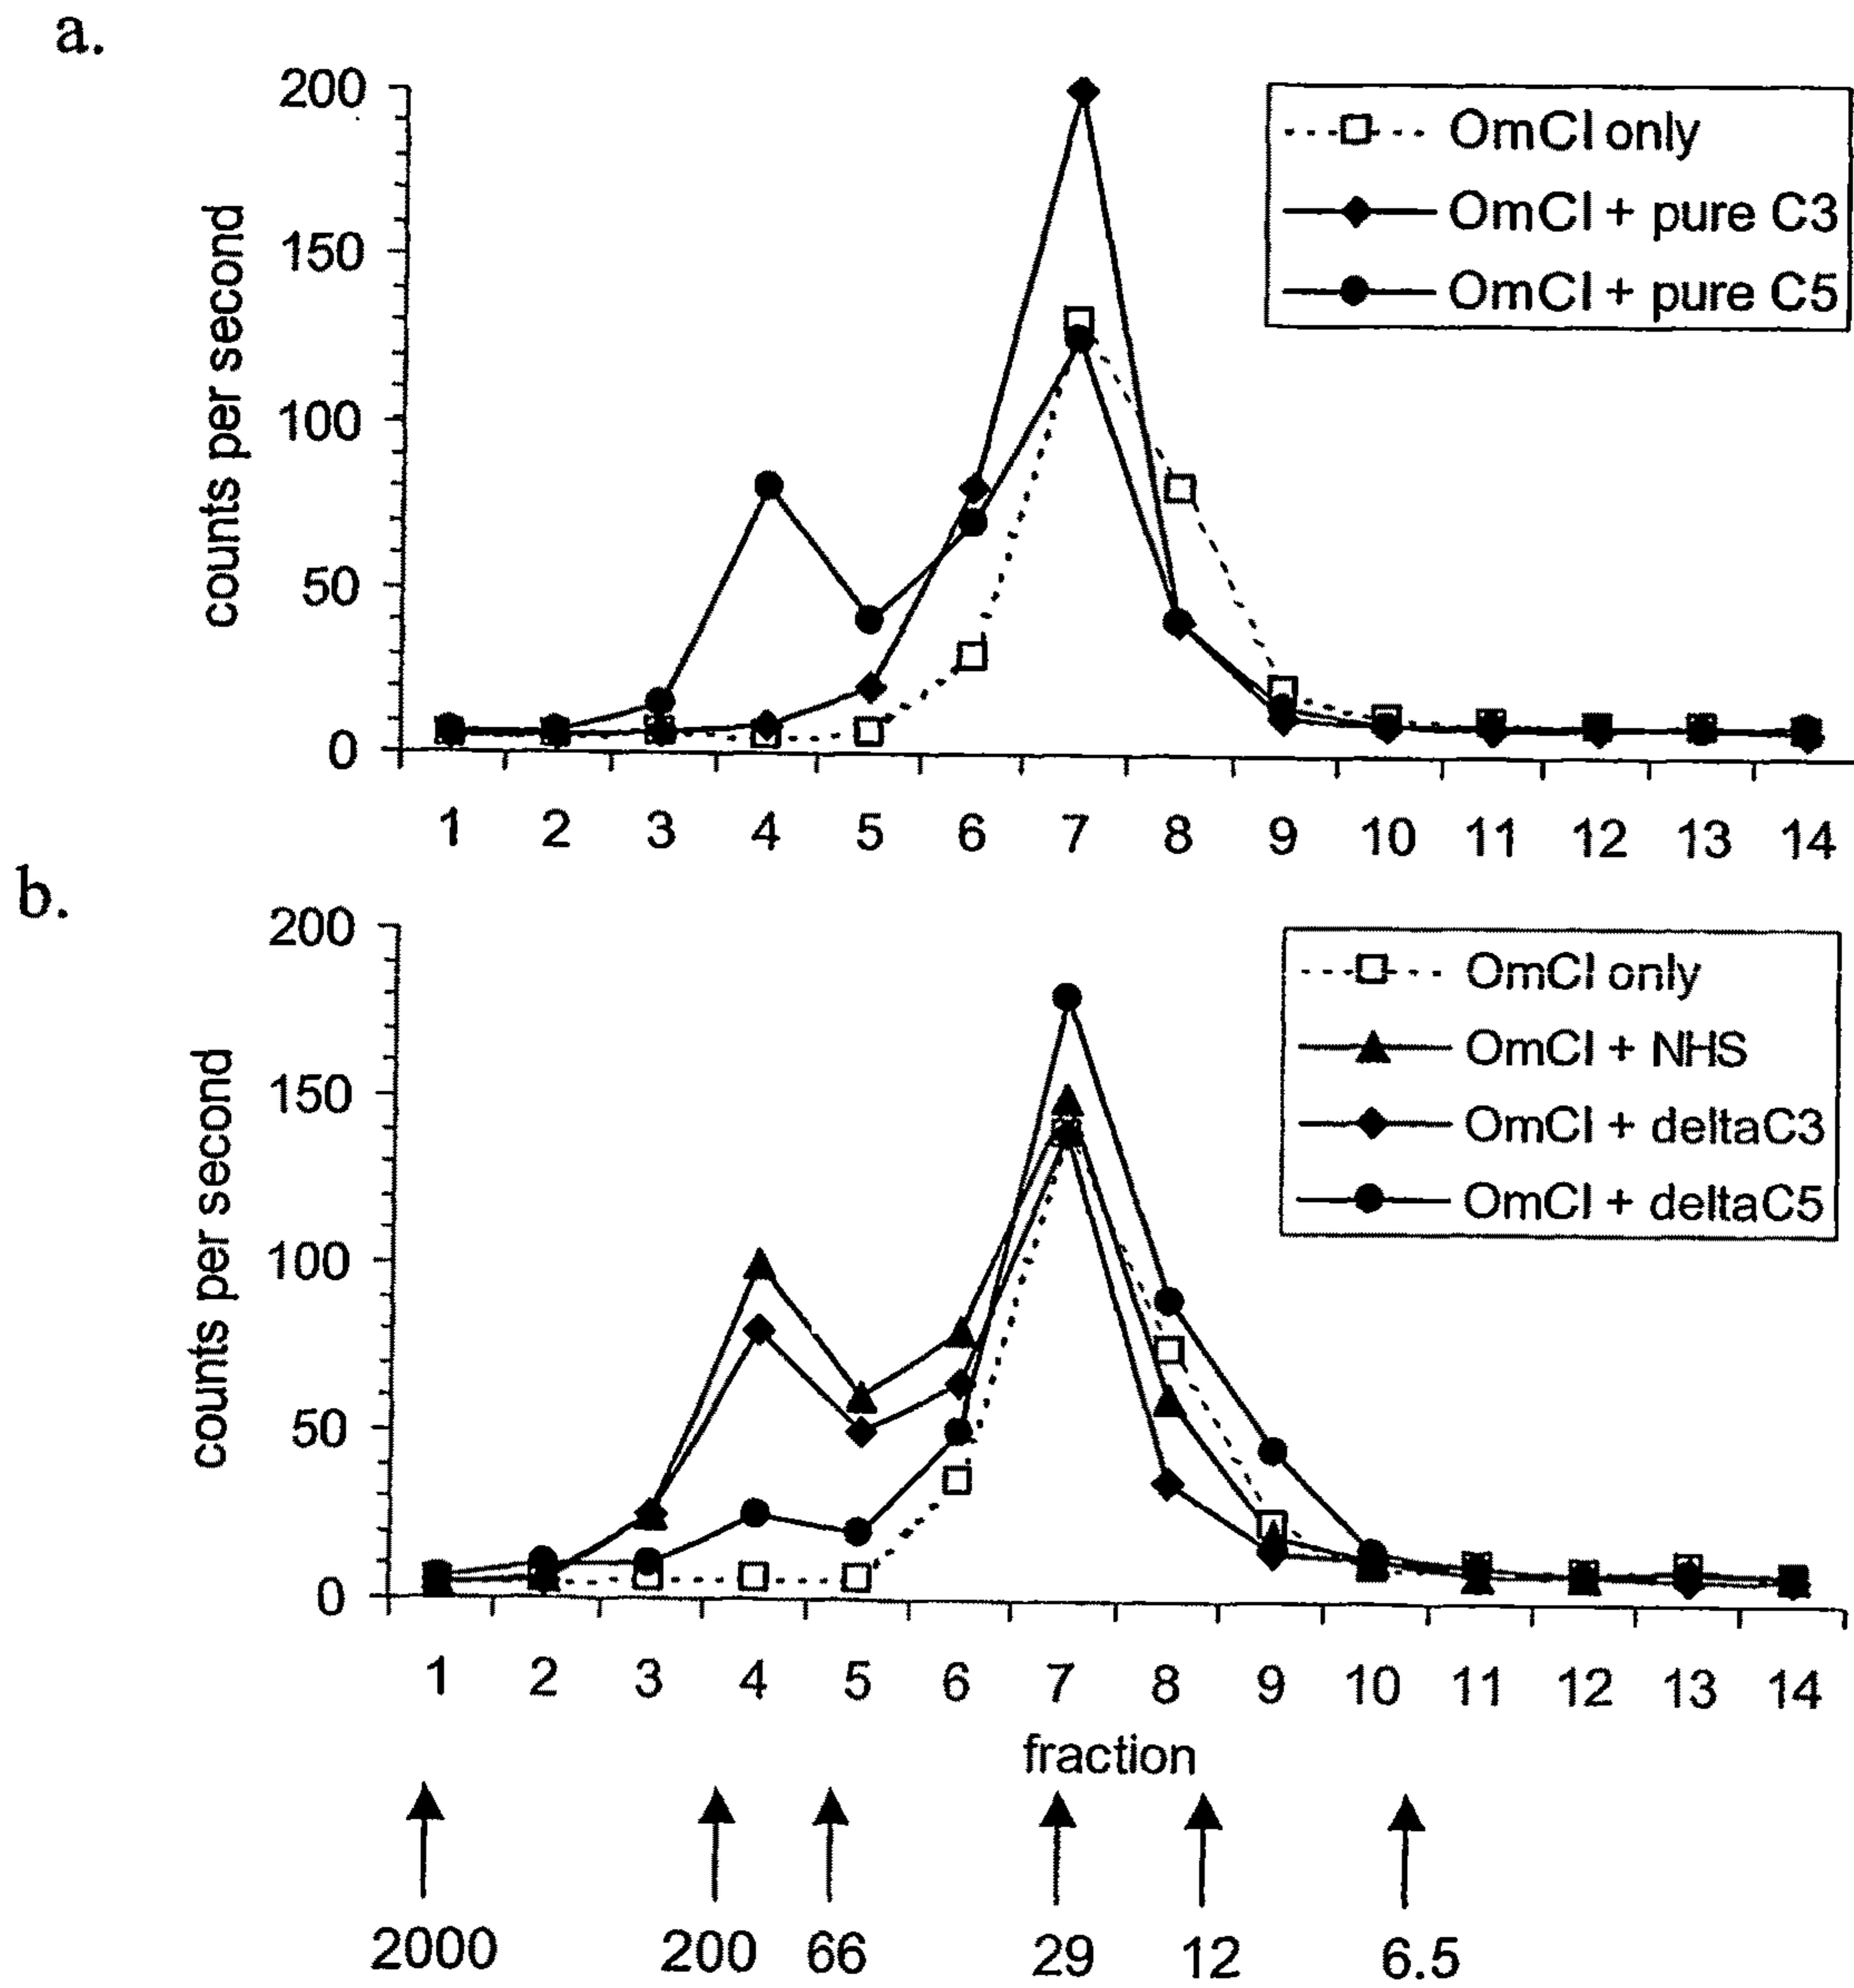 a.
200
150
100
50
0
counts per second
OmCI only
OmCI + pure C3
OmCI + pure C5
1 2 3 4 5 6 7 8 9 10 11 12 13 14
b.
200
150
100
50
0
counts per second
OmCI only
OmCI + NHS
OmCI + deltaC3
OmCI + deltaC5
1 2 3 4 5 6 7 8 9 10 11 12 13 14
fraction
2000 200 66 29 12 6.5